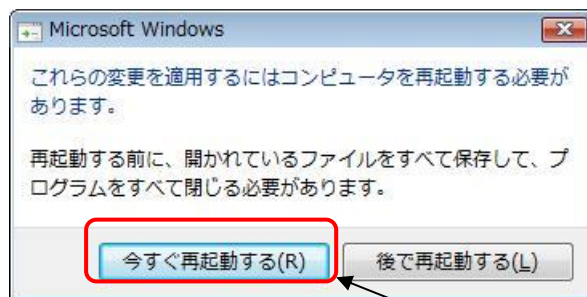 Microsoft Windows
これらの変更を適用するにはコンピュータを再起動する必要が
あります。
再起動する前に、開かれているファイルをすべて保存して、プ
ログラムをすべて閉じる必要があります。
今すぐ再起動する(R) 後で再起動する(L)